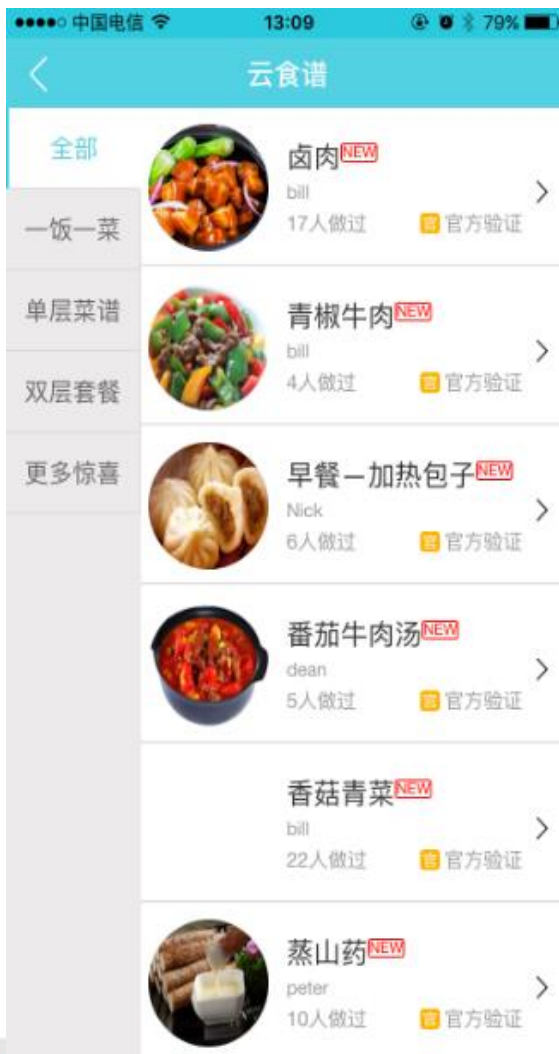 中国电信 13:09 79%
云食谱
全部
一饭一菜
单层菜谱
双层套餐
更多惊喜
卤肉NEW
bill
17人做过 官 官方验证
青椒牛肉NEW
bill
4人做过 官 官方验证
早餐—加热包子NEW
Nick
6人做过 官 官方验证
番茄牛肉汤NEW
dean
5人做过 官 官方验证
香菇青菜NEW
bill
22人做过 官 官方验证
蒸山药NEW
peter
10人做过 官 官方验证